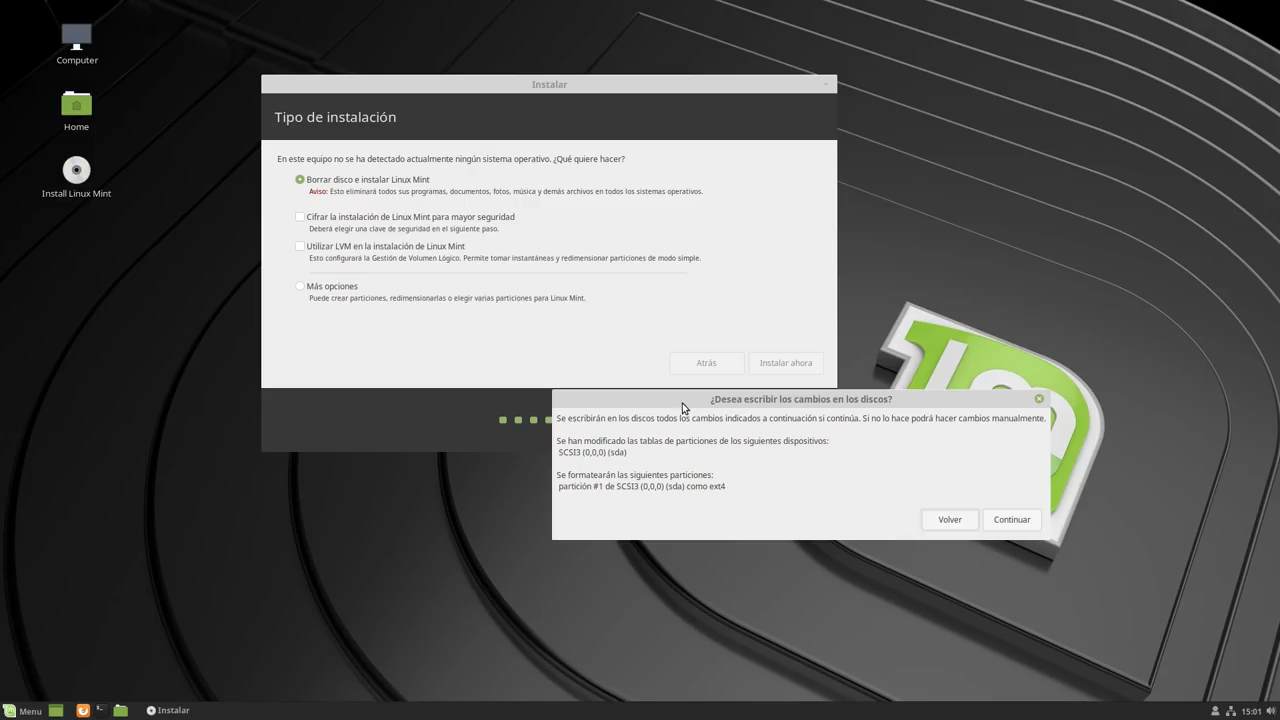 Computer
Home
Install Linux Mint
Instalar
Tipo de instalación
En este equipo no se ha detectado actualmente ningún sistema operativo. ¿Qué quiere hacer?
Borrar disco e instalar Linux Mint
Aviso: Esto eliminará todos sus programas, documentos, fotos, música y demás archivos en todos los sistemas operativos.
Cifrar la instalación de Linux Mint para mayor seguridad
Deberá elegir una clave de seguridad en el siguiente paso.
Utilizar LVM en la instalación de Linux Mint
Esto configurará la Gestión de Volumen Lógico. Permite tomar instantáneas y redimensionar particiones de modo simple.
Más opciones
Puede crear particiones, redimensionarlas o elegir varias particiones para Linux Mint.
Atrás
Instalar ahora
¿Desea escribir los cambios en los discos?
Se escribirán en los discos todos los cambios indicados a continuación si continúa. Si no lo hace podrá hacer cambios manualmente.
Se han modificado las tablas de particiones de los siguientes dispositivos:
SCSI3 (0,0,0) (sda)
Se formatearán las siguientes particiones:
partición #1 de SCSI3 (0,0,0) (sda) como ext4
Volver
Continuar
Menu
Instalar
15:01